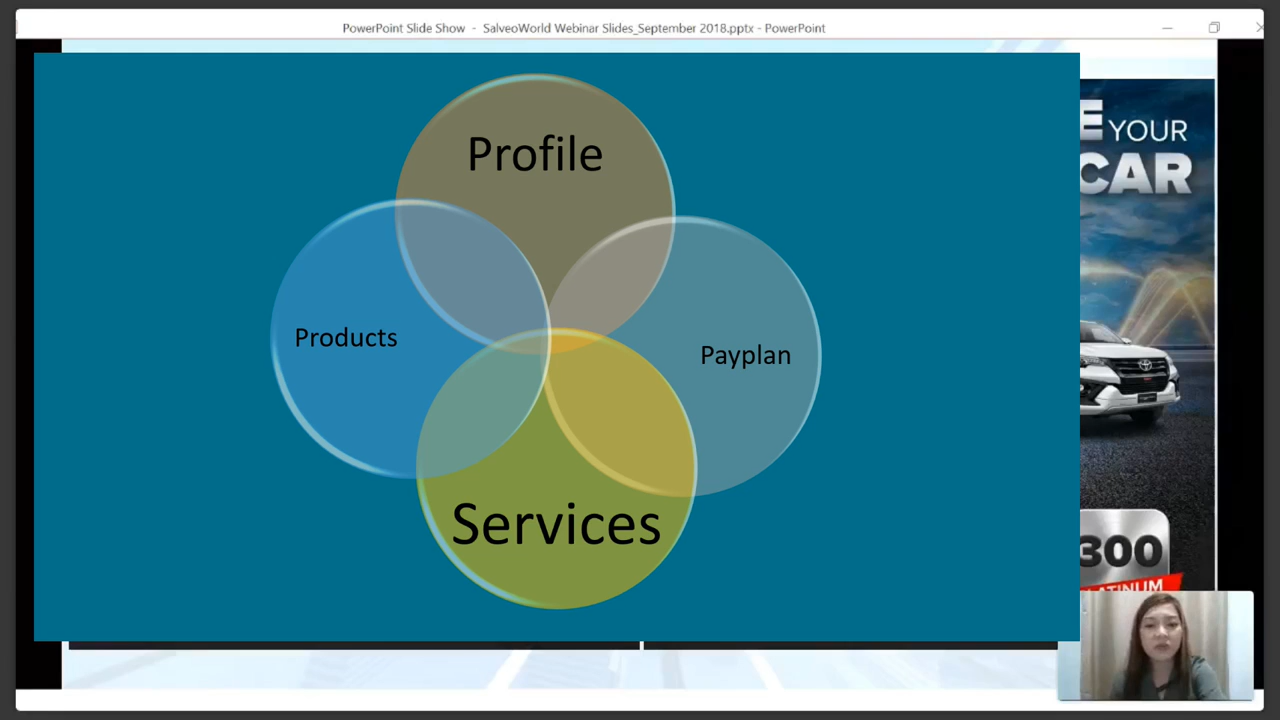 PowerPoint Slide Show - SalveoWorld Webinar Slides_September 2018.pptx - PowerPoint
Profile
YOUR
CAR
Products
Payplan
Services
300